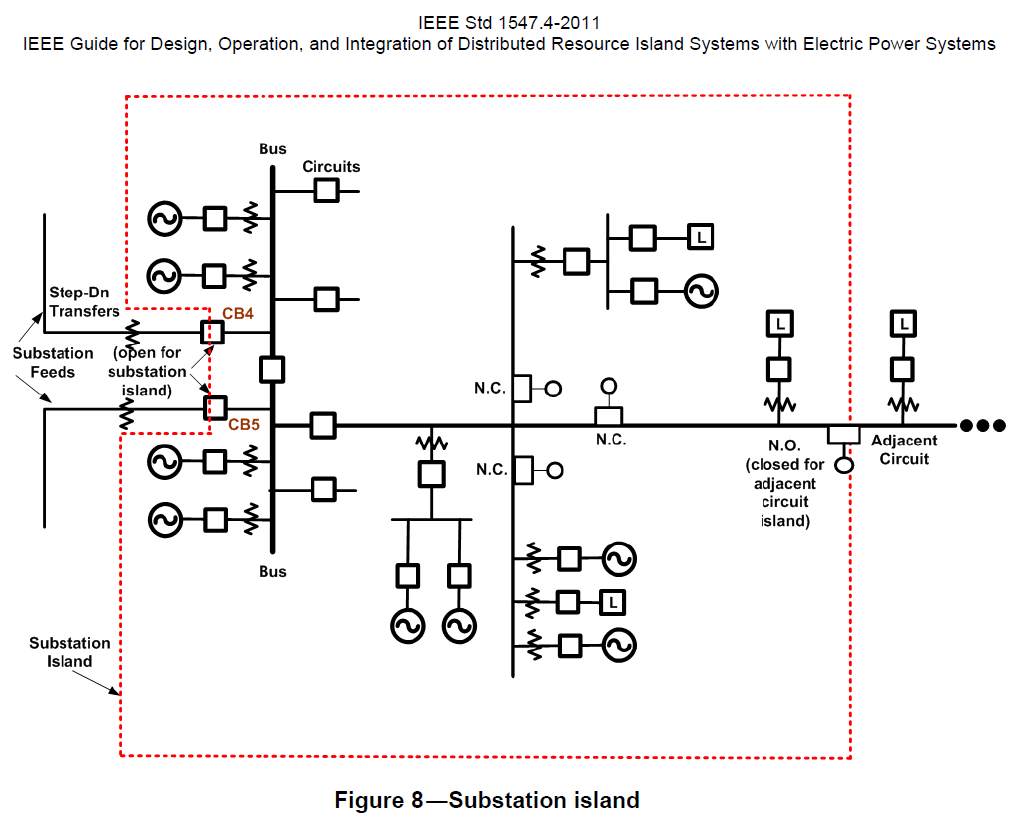 IEEE Std 1547.4-2011
IEEE Guide for Design, Operation, and Integration of Distributed Resource Island Systems with Electric Power Systems
Bus
Circuits
L
Step-Dn
Transfers
CB4
L
L
Substation
Feeds
(open for
substation
island)
N.C.
CB5
N.C.
N.O.
(closed for
adjacent
circuit
island)
Adjacent
Circuit
N.C.
Bus
L
Substation
Island
Figure 8—Substation island